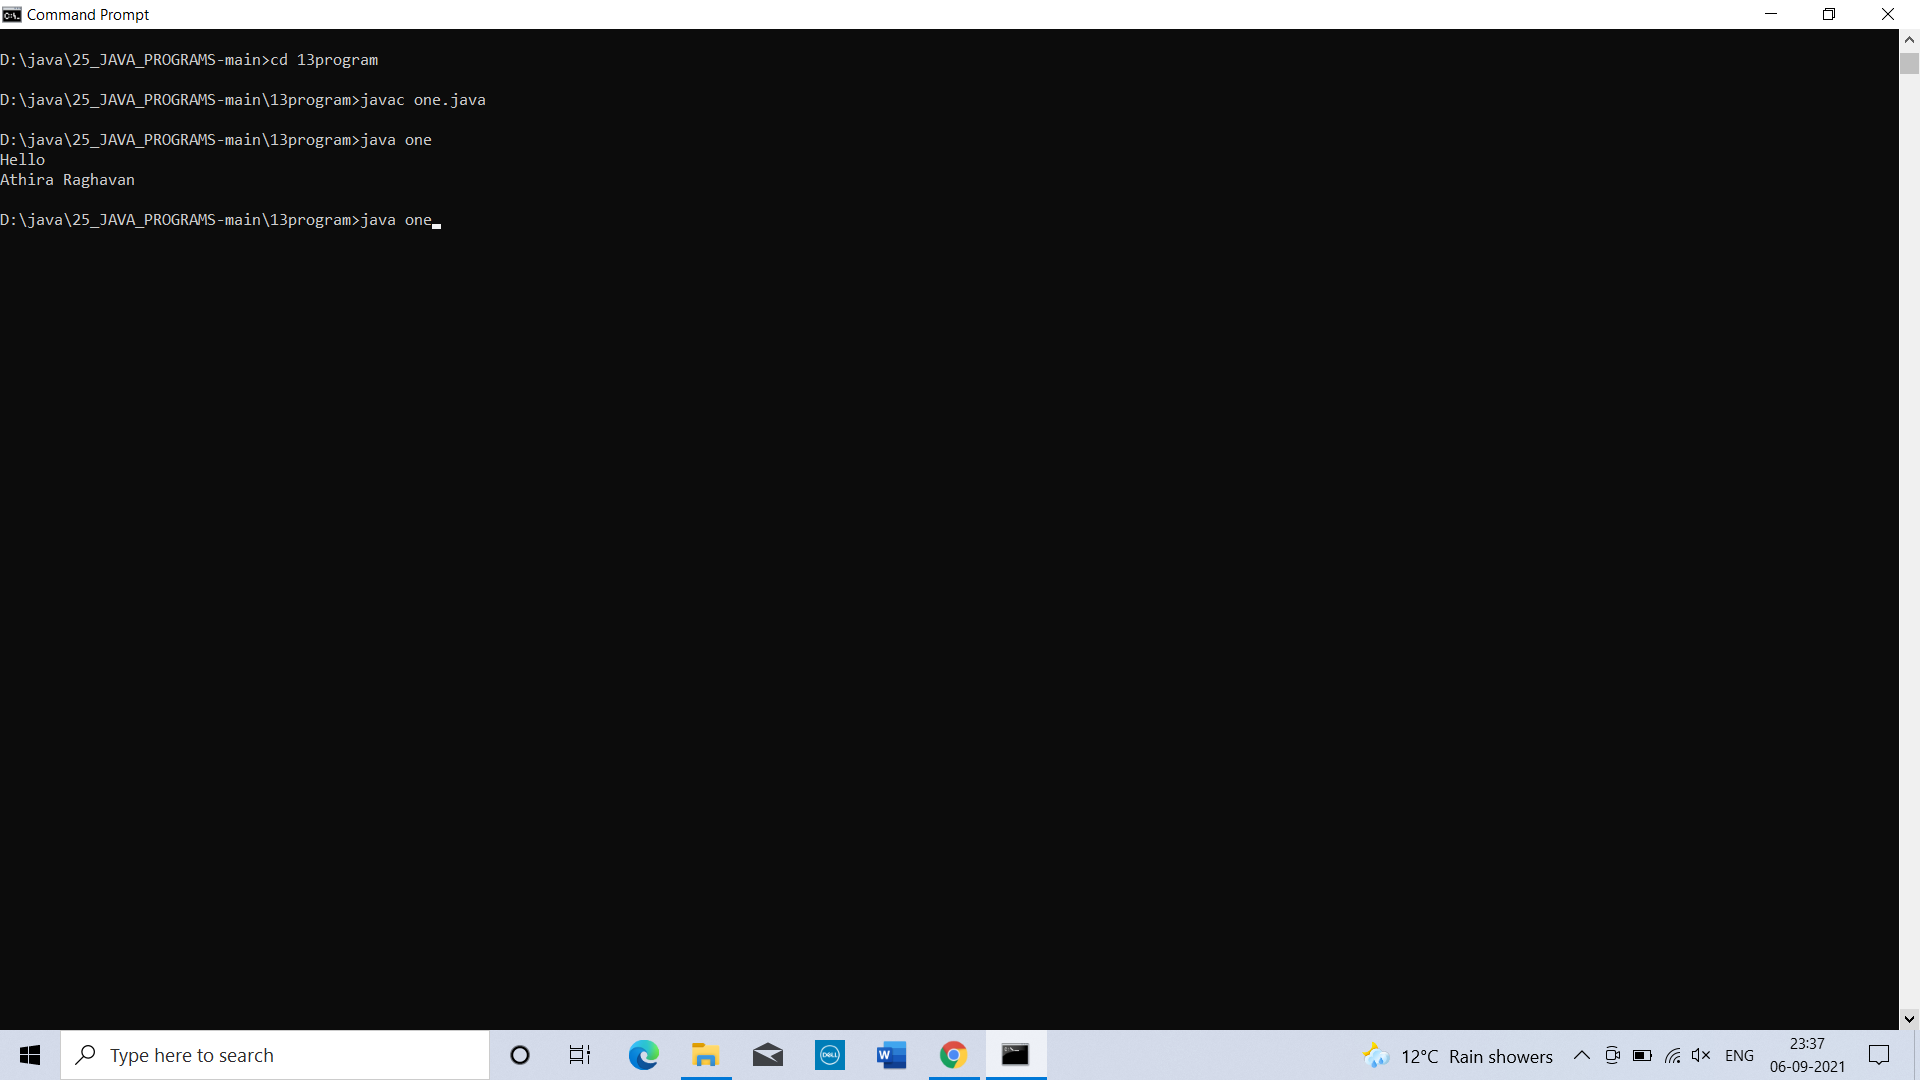 Command Prompt
D:\java\25_JAVA_PROGRAMS-main>cd 13program
D:\java\25_JAVA_PROGRAMS-main\13program>javac one.java
D:\java\25_JAVA_PROGRAMS-main\13program>java one
Hello
Athira Raghavan
D:\java\25_JAVA_PROGRAMS-main\13program>java one
Type here to search
DELL
W
12°C Rain showers
ENG
23:37
06-09-2021